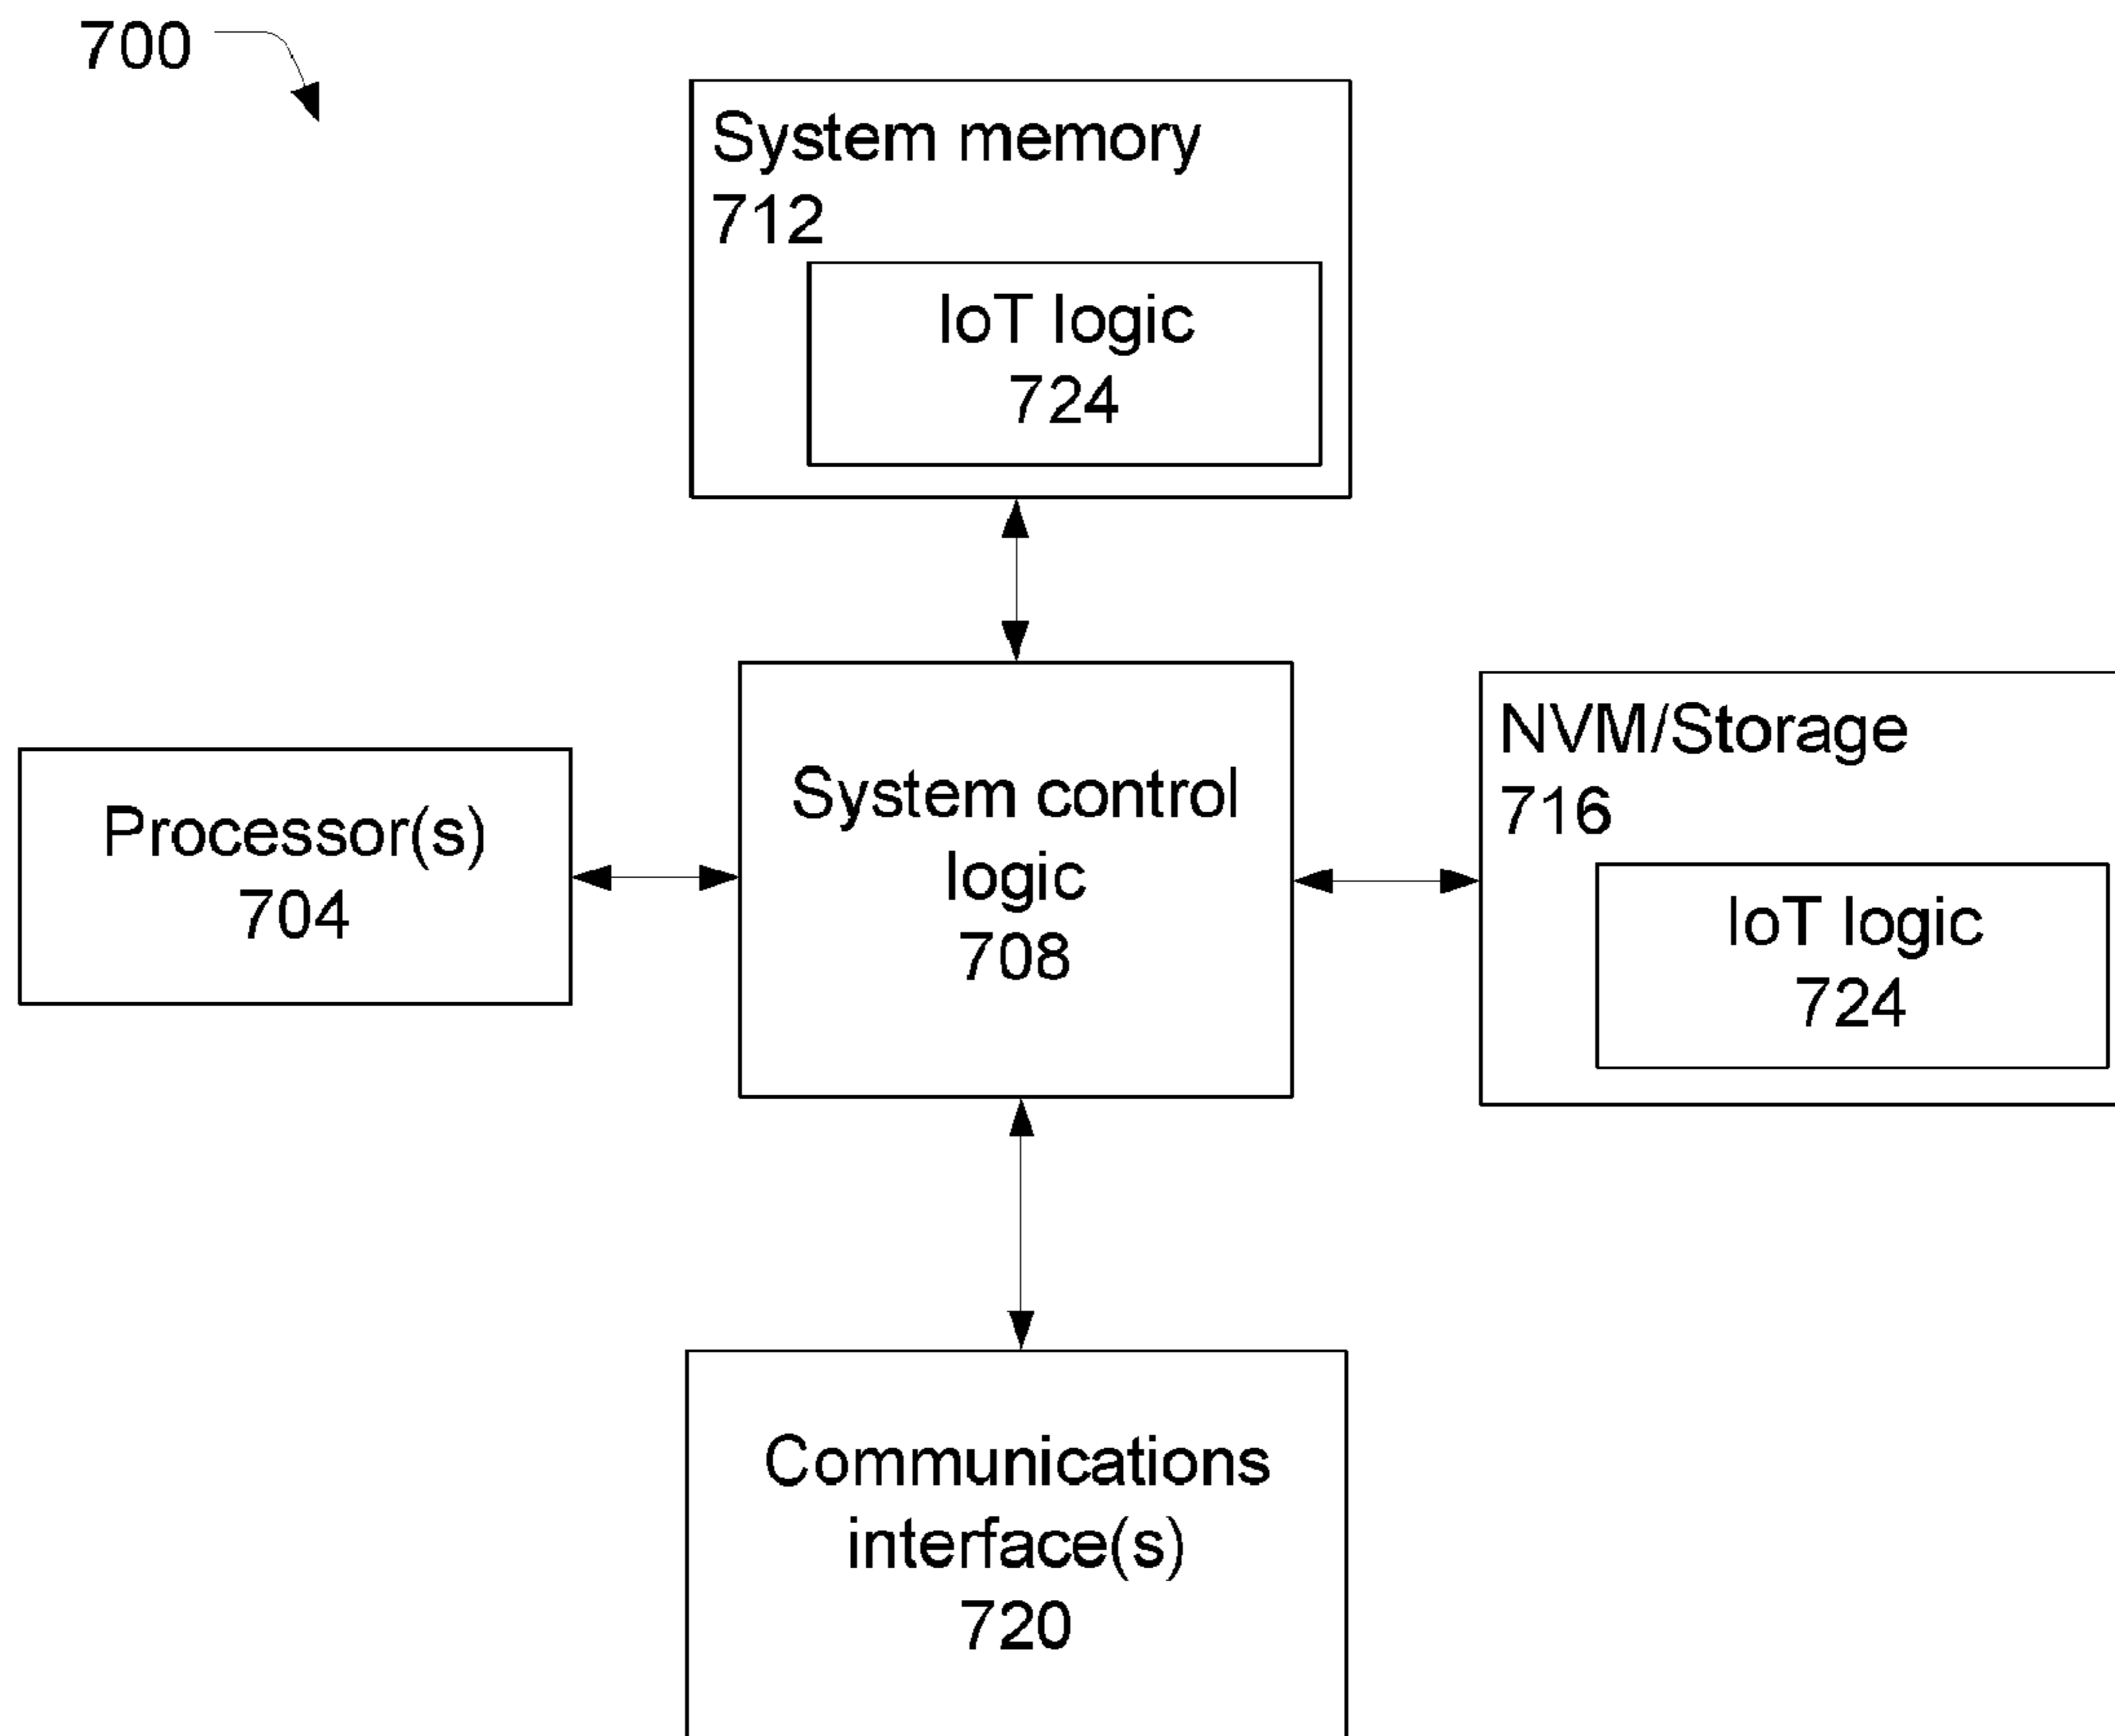 700
System memory
712
IoT logic
724
Processor(s)
704
System control
logic
708
NVM/Storage
716
IoT logic
724
Communications
interface(s)
720